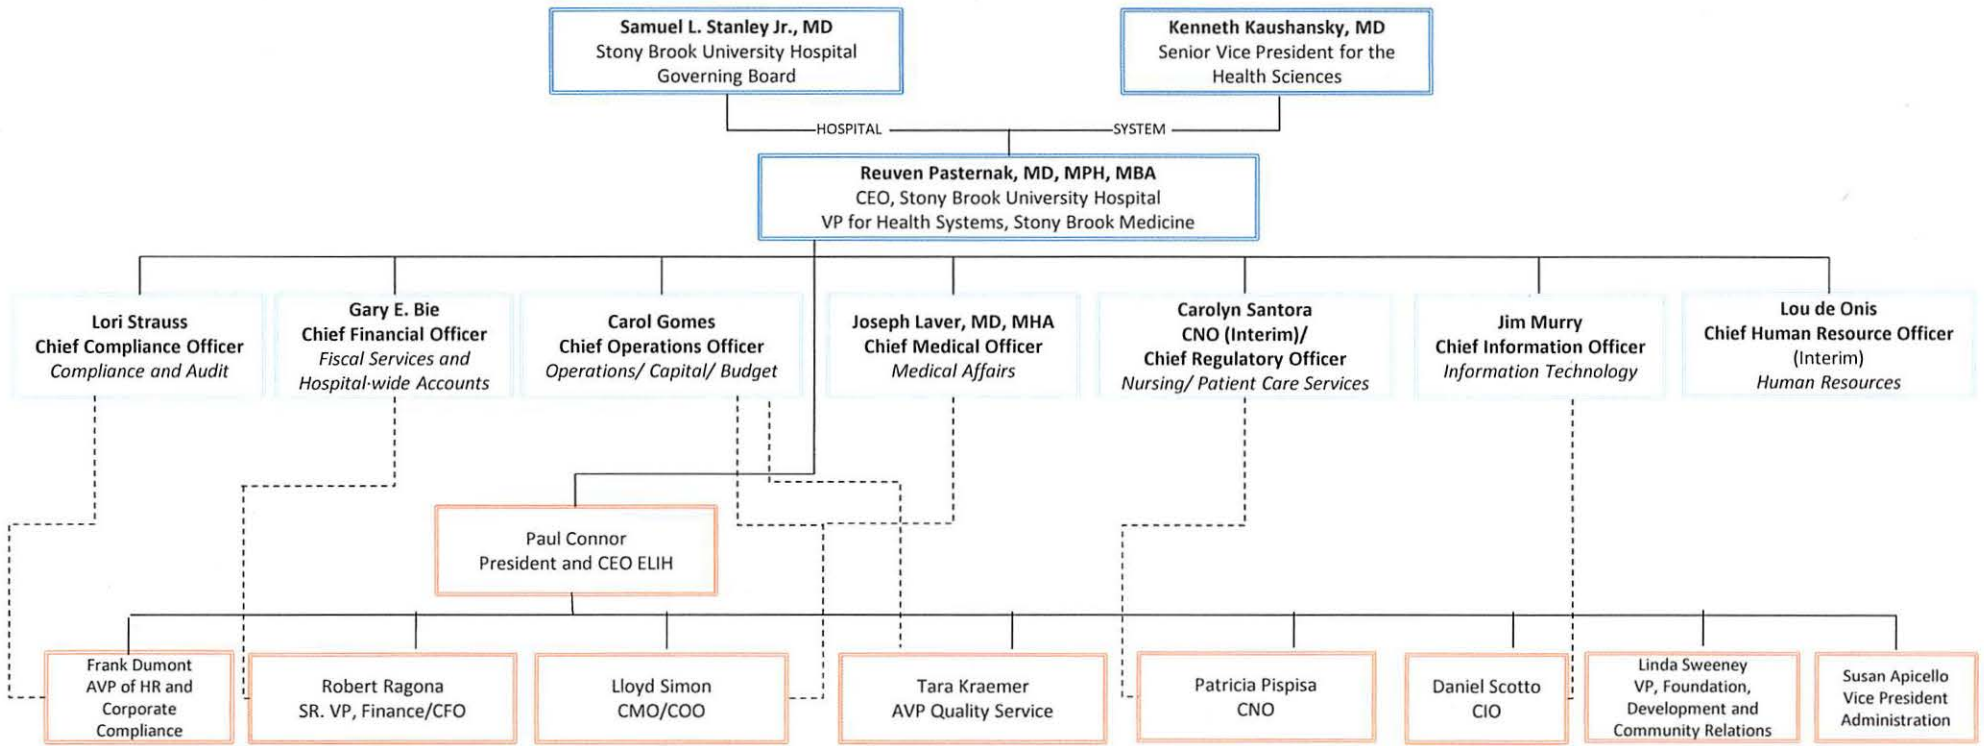 Samuel L. Stanley Jr., MD
Stony Brook University Hospital
Governing Board
Kenneth Kaushansky, MD
Senior Vice President for the
Health Sciences
HOSPITAL
SYSTEM
Reuven Pasternak, MD, MPH, MBA
CEO, Stony Brook University Hospital
VP for Health Systems, Stony Brook Medicine
Lori Strauss
Chief Compliance Officer
Compliance and Audit
Gary E. Bie
Chief Financial Officer
Fiscal Services and
Hospital-wide Accounts
Carol Gomes
Chief Operations Officer
Operations/ Capital/ Budget
Joseph Laver, MD, MHA
Chief Medical Officer
Medical Affairs
Carolyn Santora
CNO (Interim)/
Chief Regulatory Officer
Nursing/ Patient Care Services
Jim Murry
Chief Information Officer
Information Technology
Lou de Onis
Chief Human Resource Officer
(Interim)
Human Resources
Paul Connor
President and CEO ELIH
Frank Dumont
AVP of HR and
Corporate
Compliance
Robert Ragona
SR. VP, Finance/CFO
Lloyd Simon
CMO/COO
Tara Kraemer
AVP Quality Service
Patricia Pispisa
CNO
Daniel Scotto
CIO
Linda Sweeney
VP, Foundation,
Development and
Community Relations
Susan Apicello
Vice President
Administration